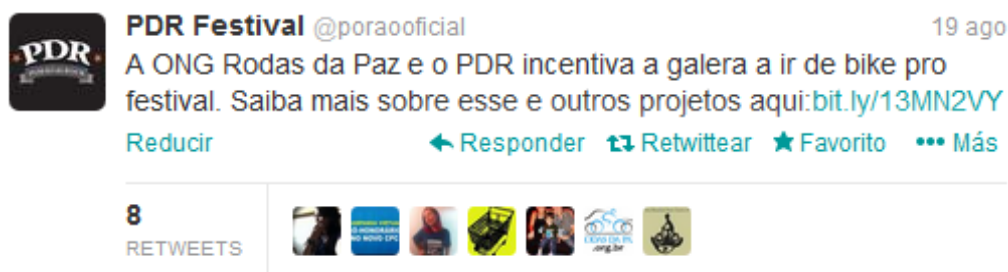 PDR
PDR Festival @poraooficial 19 ago
A ONG Rodas da Paz e o PDR incentiva a galera a ir de bike pro
festival. Saiba mais sobre esse e outros projetos aqui:bit.ly/13MN2VY
Reducir Responder Retwittear Favorito Más
8
RETWEETS